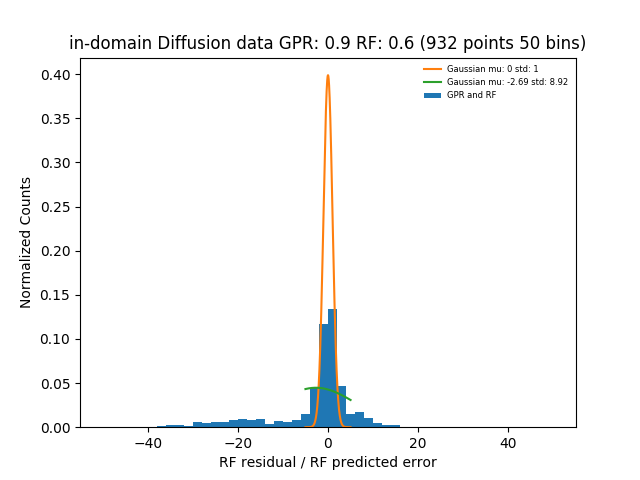 in-domain Diffusion data GPR: 0.9 RF: 0.6 (932 points 50 bins)
Gaussian mu: 0 std: 1
Gaussian mu: -2.69 std: 8.92
GPR and RF
Normalized Counts
0.40
0.35
0.30
0.25
0.20
0.15
0.10
0.05
0.00
−40
−20
0
20
40
RF residual / RF predicted error